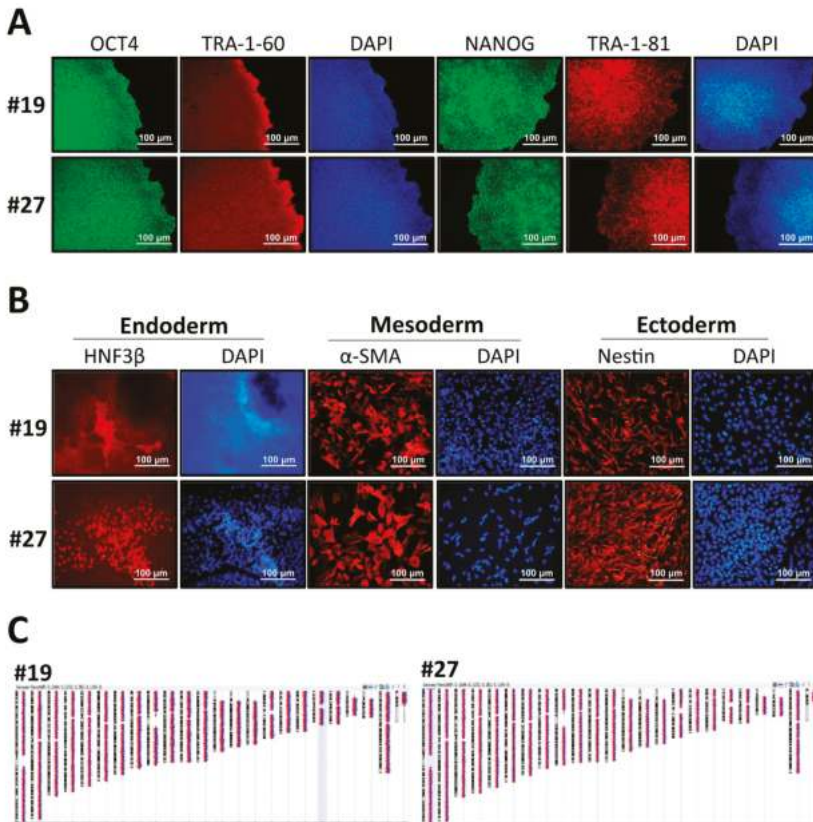 A
OCT4 TRA-1-60 DAPI NANOG TRA-1-81 DAPI
#19
100 µm 100 µm 100 µm 100 µm 100 µm 100 µm
#27
100 µm 100 µm 100 µm 100 µm 100 µm 100 µm
B
Endoderm Mesoderm Ectoderm
HNF3β DAPI α-SMA DAPI Nestin DAPI
#19
100 µm 100 µm 100 µm 100 µm 100 µm 100 µm
#27
100 µm 100 µm 100 µm 100 µm 100 µm 100 µm
C
#19 #27